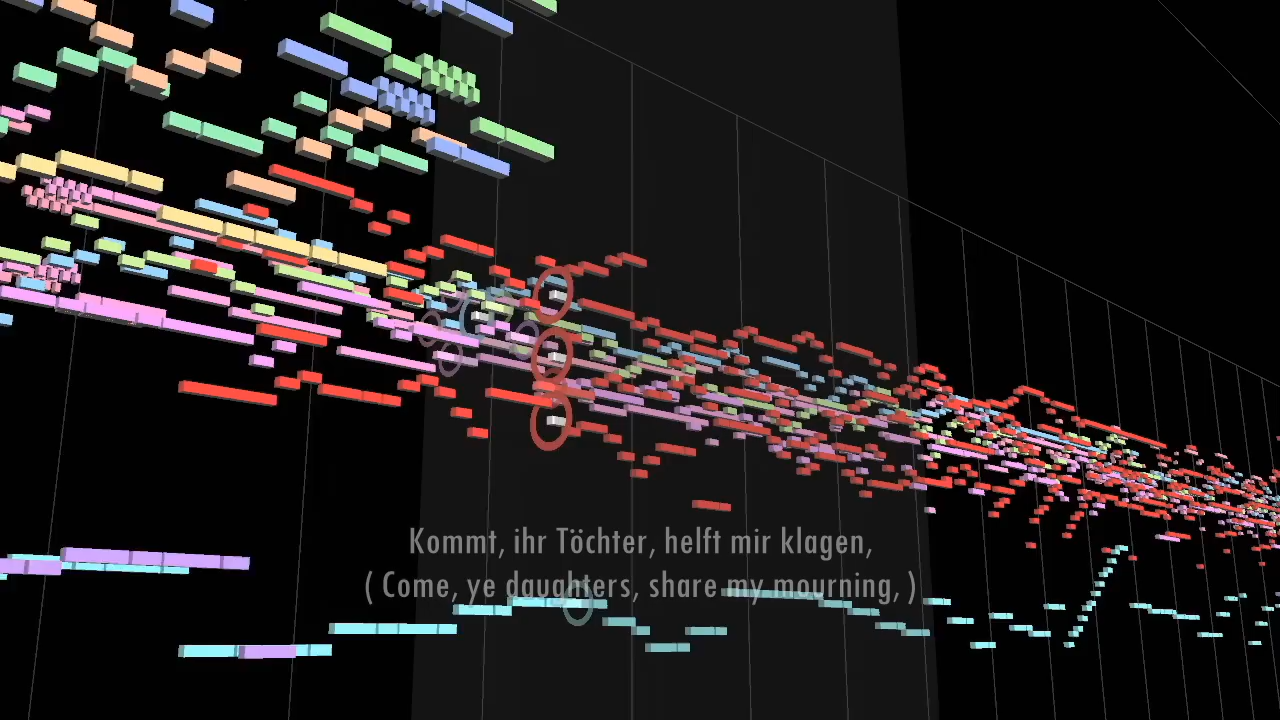 Kommt, ihr Töchter, helft mir klagen,
( Come, ye daughters, share my mourning, )